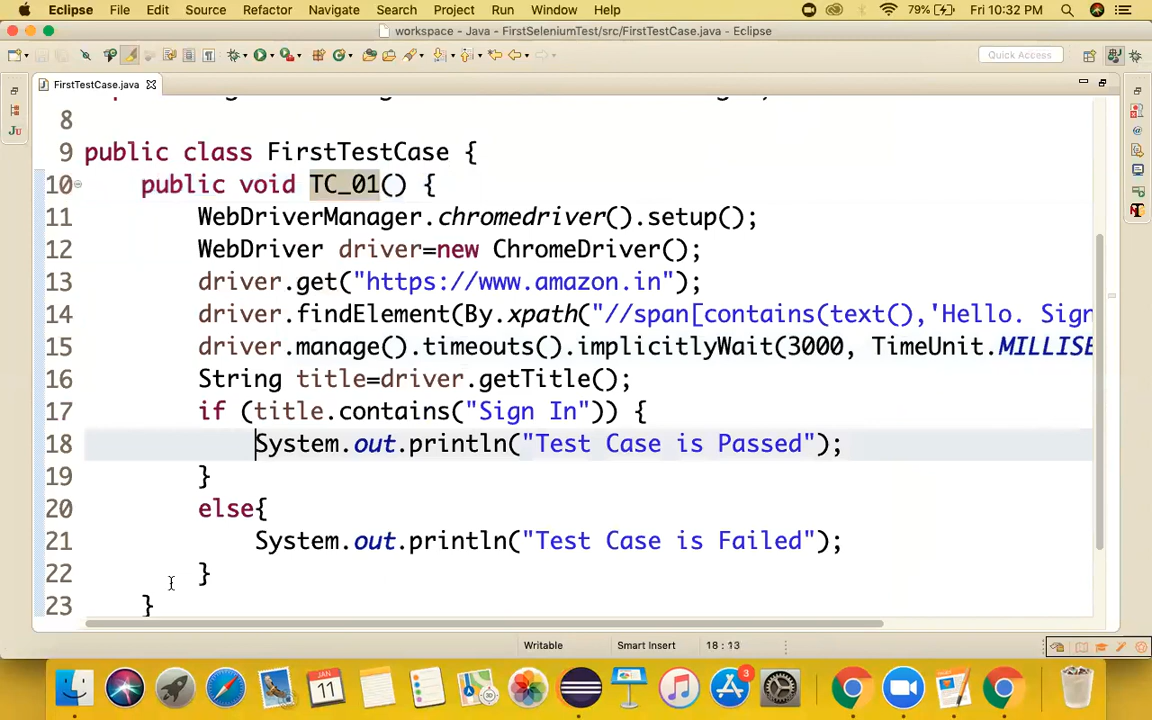 Eclipse File Edit Source Refactor Navigate Search Project Run Window Help 79% Fri 10:32 PM
workspace - Java - FirstSeleniumTest/src/FirstTestCase.java - Eclipse
Quick Access
FirstTestCase.java
8
9 public class FirstTestCase {
10 public void TC_01() {
11 WebDriverManager.chromedriver().setup();
12 WebDriver driver=new ChromeDriver();
13 driver.get("https://www.amazon.in");
14 driver.findElement(By.xpath("//span[contains(text(),'Hello. Sign
15 driver.manage().timeouts().implicitlyWait(3000, TimeUnit.MILLISE
16 String title=driver.getTitle();
17 if (title.contains("Sign In")) {
18 System.out.println("Test Case is Passed");
19 }
20 else{
21 System.out.println("Test Case is Failed");
22 }
23 }
Writable Smart Insert 18 : 13
JAN
11
3